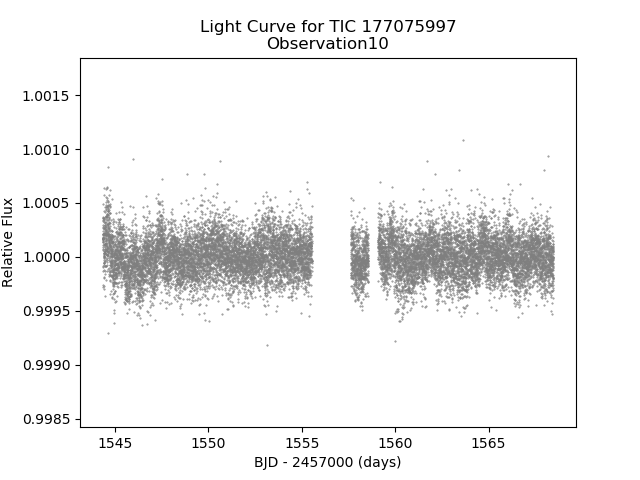 Light Curve for TIC 177075997
Observation10
1.0015
1.0010
1.0005
1.0000
0.9995
0.9990
0.9985
Relative Flux
1545 1550 1555 1560 1565
BJD - 2457000 (days)